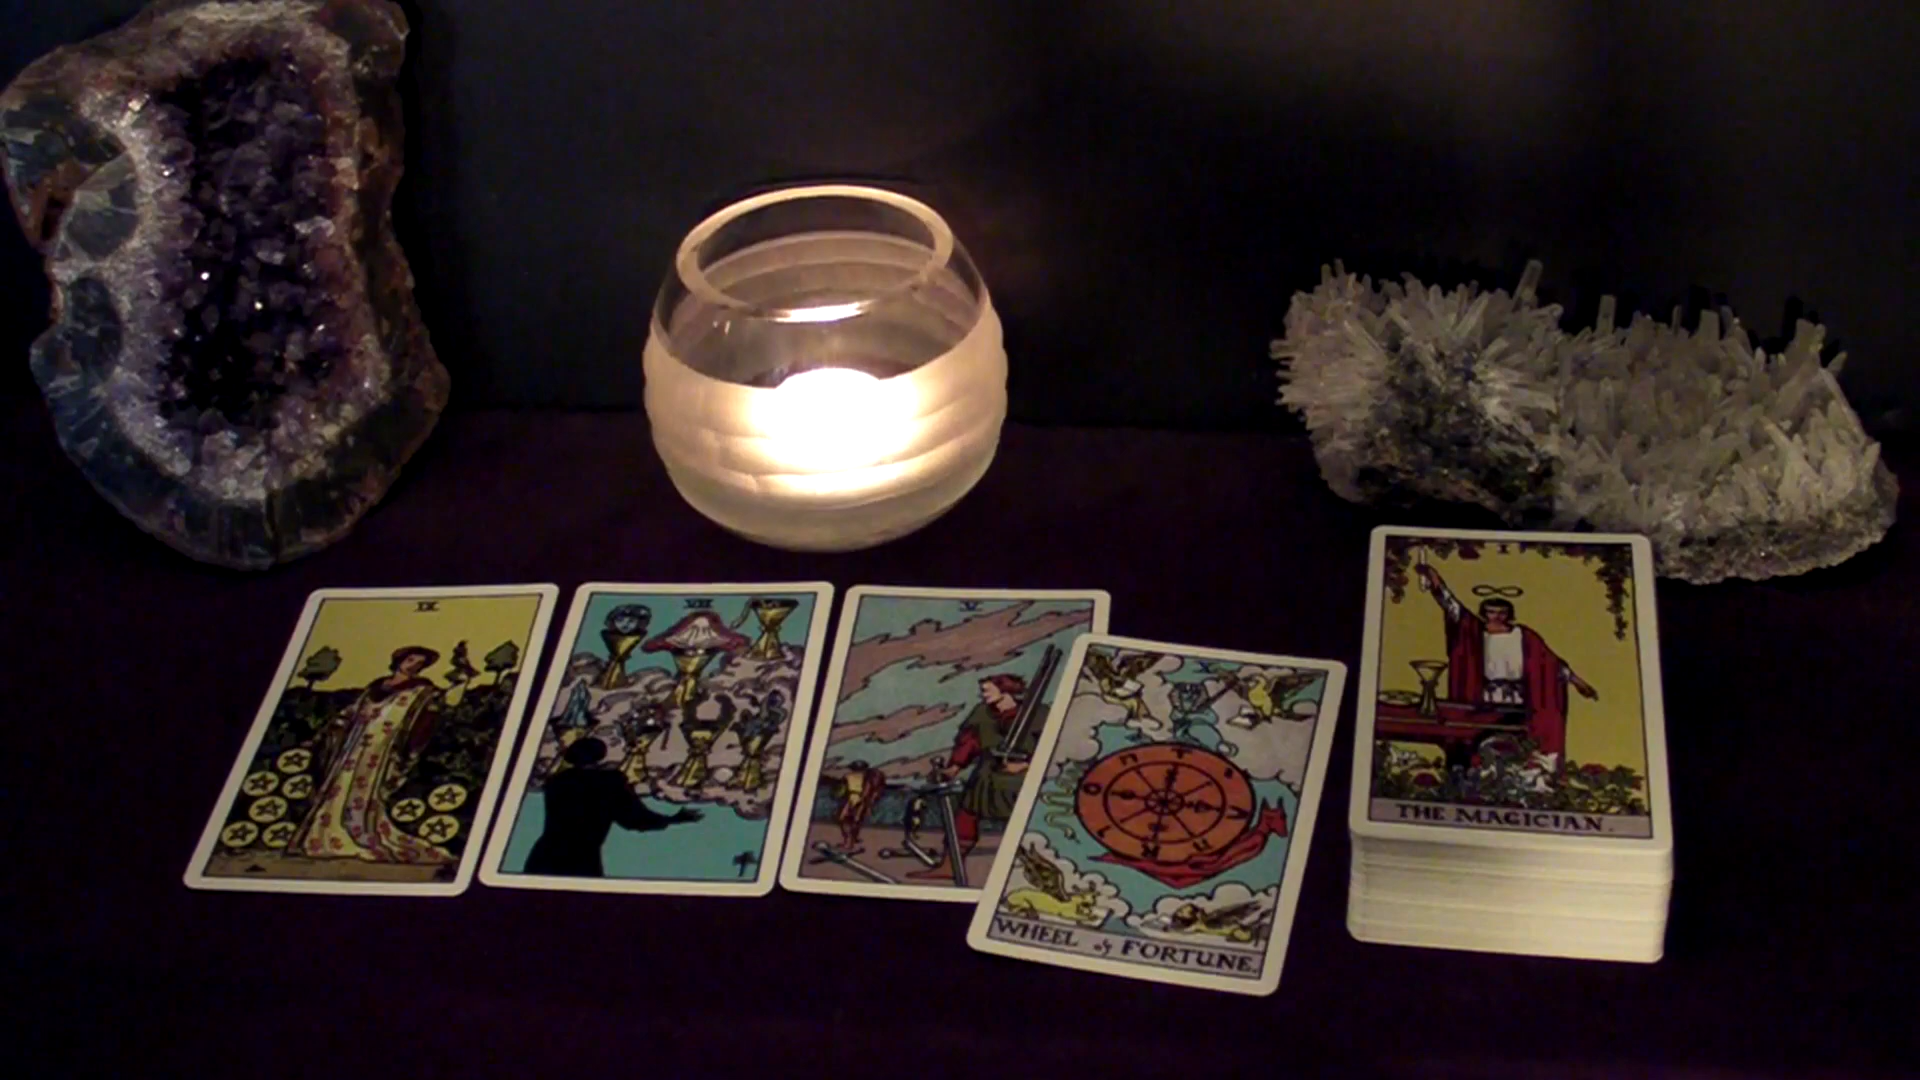 IX
VII
V
X
T
A
R
O
WHEEL of FORTUNE.
I
THE MAGICIAN.